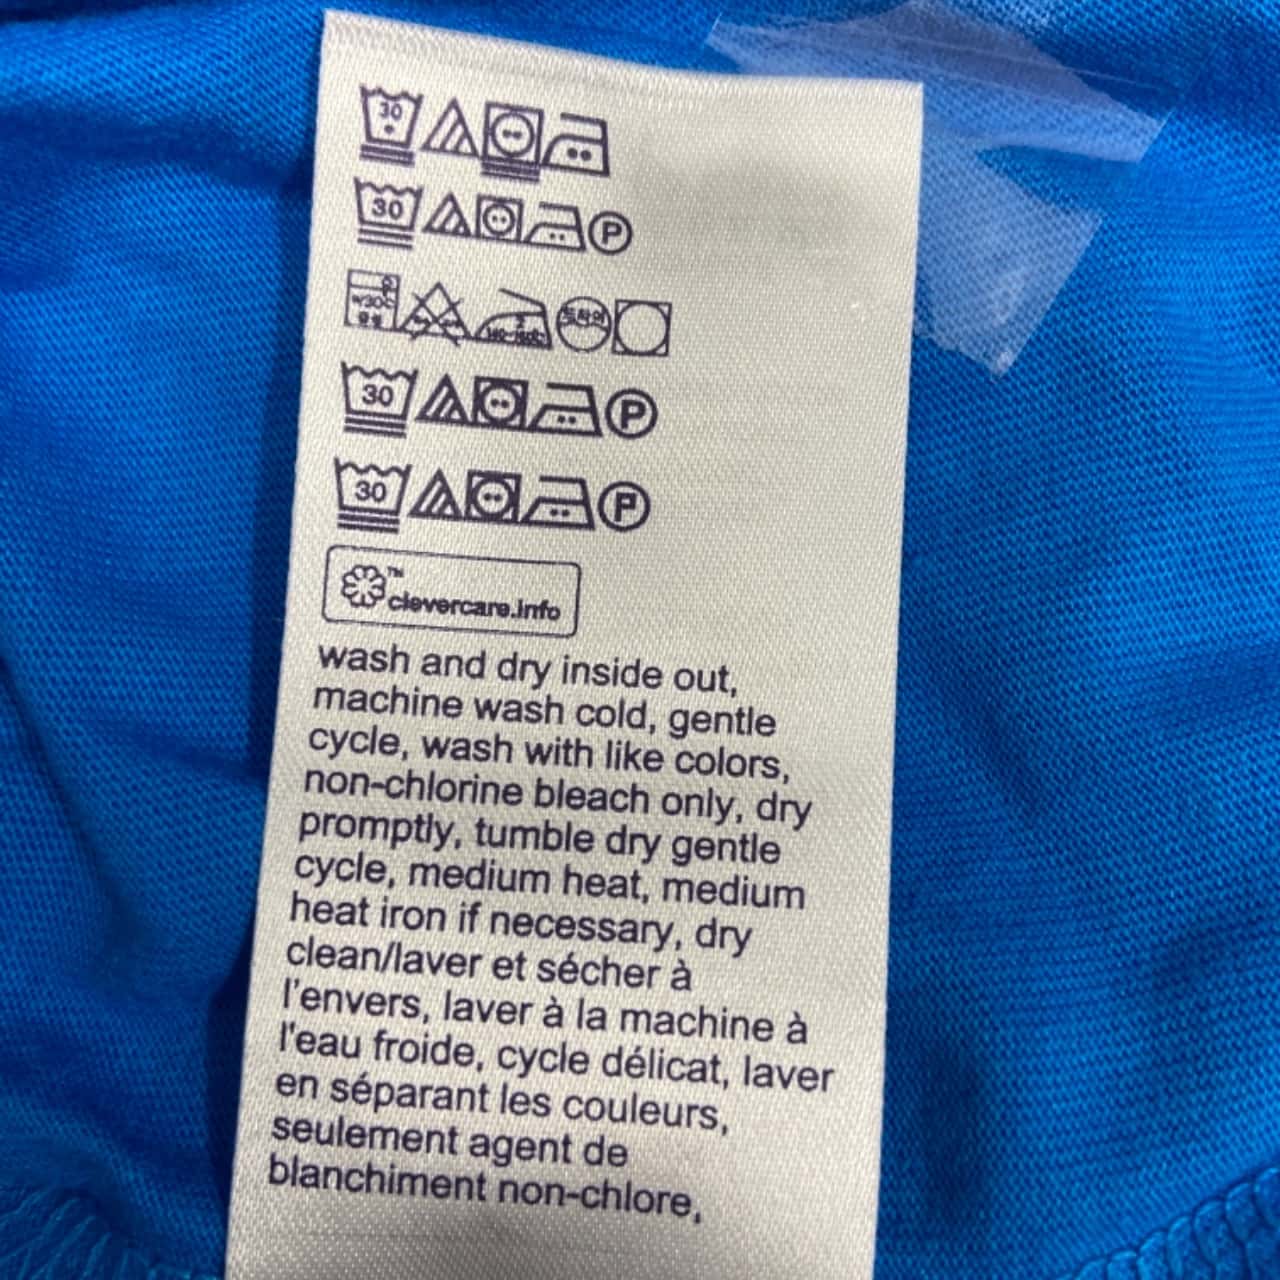 30
30 P
30 P
30 P
™ clevercare.info
wash and dry inside out,
machine wash cold, gentle
cycle, wash with like colors,
non-chlorine bleach only, dry
promptly, tumble dry gentle
cycle, medium heat, medium
heat iron if necessary, dry
clean/laver et sécher à
l'envers, laver à la machine à
l'eau froide, cycle délicat, laver
en séparant les couleurs,
seulement agent de
blanchiment non-chlore,